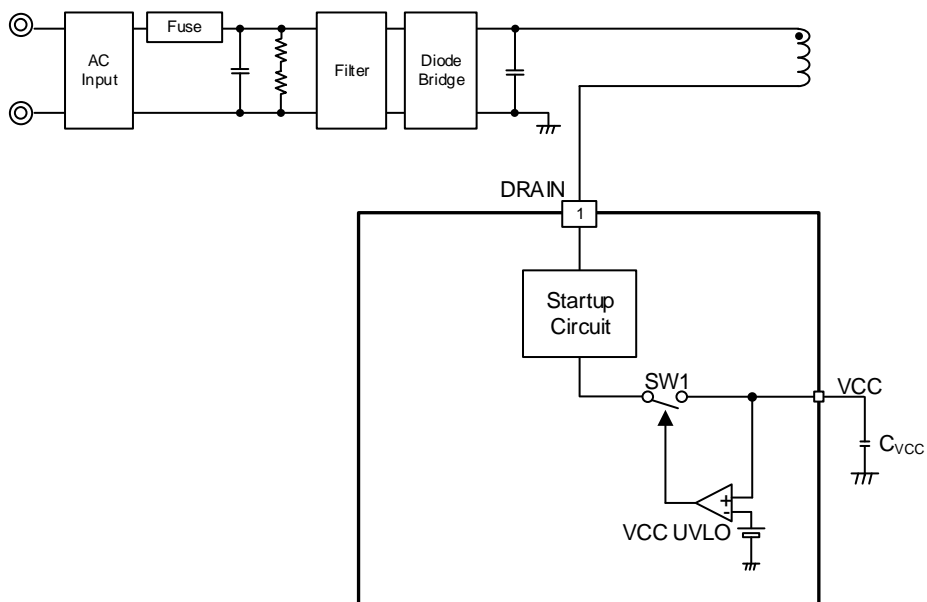 AC
Input
Fuse
Filter
Diode
Bridge
DRAIN
1
Startup
Circuit
SW1
VCC
CVCC
+
-
VCC UVLO